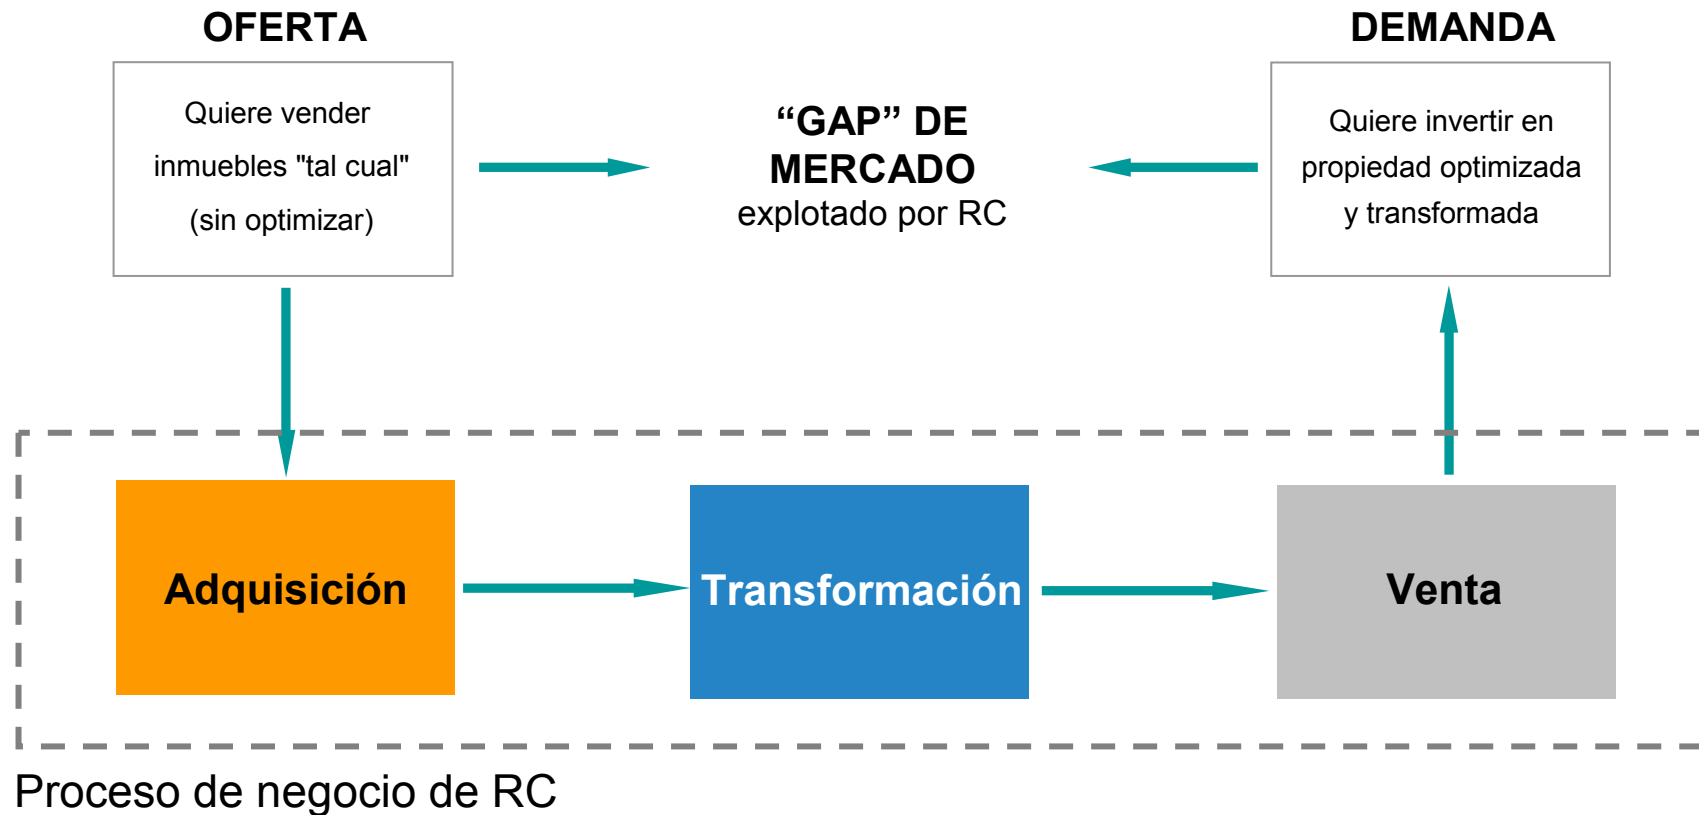 OFERTA
Quiere vender
inmuebles "tal cual"
(sin optimizar)
“GAP” DE
MERCADO
explotado por RC
DEMANDA
Quiere invertir en
propiedad optimizada
y transformada
Adquisición
Transformación
Venta
Proceso de negocio de RC